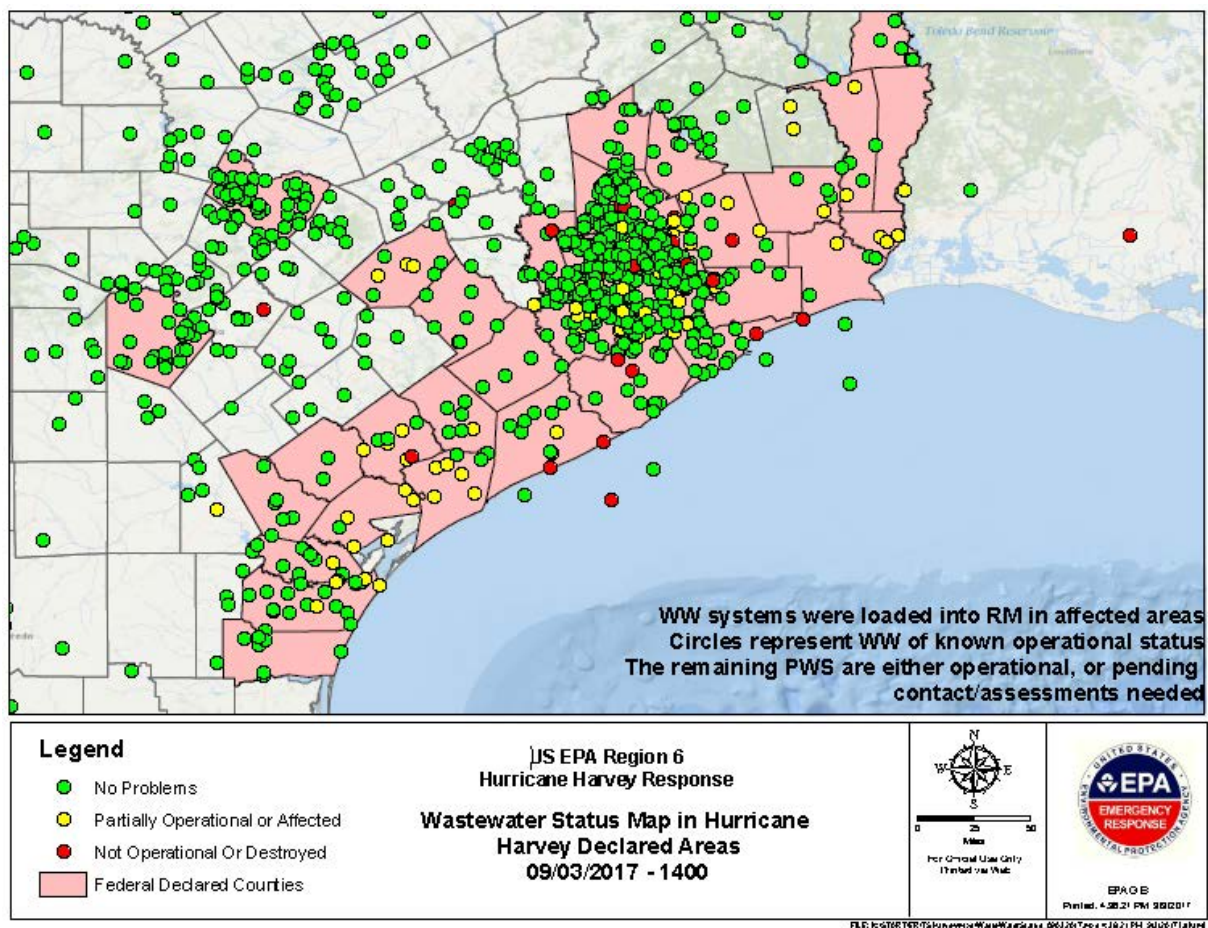 Toledo Bend Reservoir
WW systems were loaded into RM in affected areas
Circles represent WW of known operational status
The remaining PWS are either operational, or pending
contact/assessments needed
Legend
No Problems
Partially Operational or Affected
Not Operational Or Destroyed
Federal Declared Counties
US EPA Region 6
Hurricane Harvey Response
Wastewater Status Map in Hurricane
Harvey Declared Areas
09/03/2017 - 1400
N
W
E
S
0
25
50
Miles
For Official Use Only
Printed via Web
UNITED STATES
EPA
EMERGENCY
RESPONSE
ENVIRONMENTAL PROTECTION AGENCY
Printed: